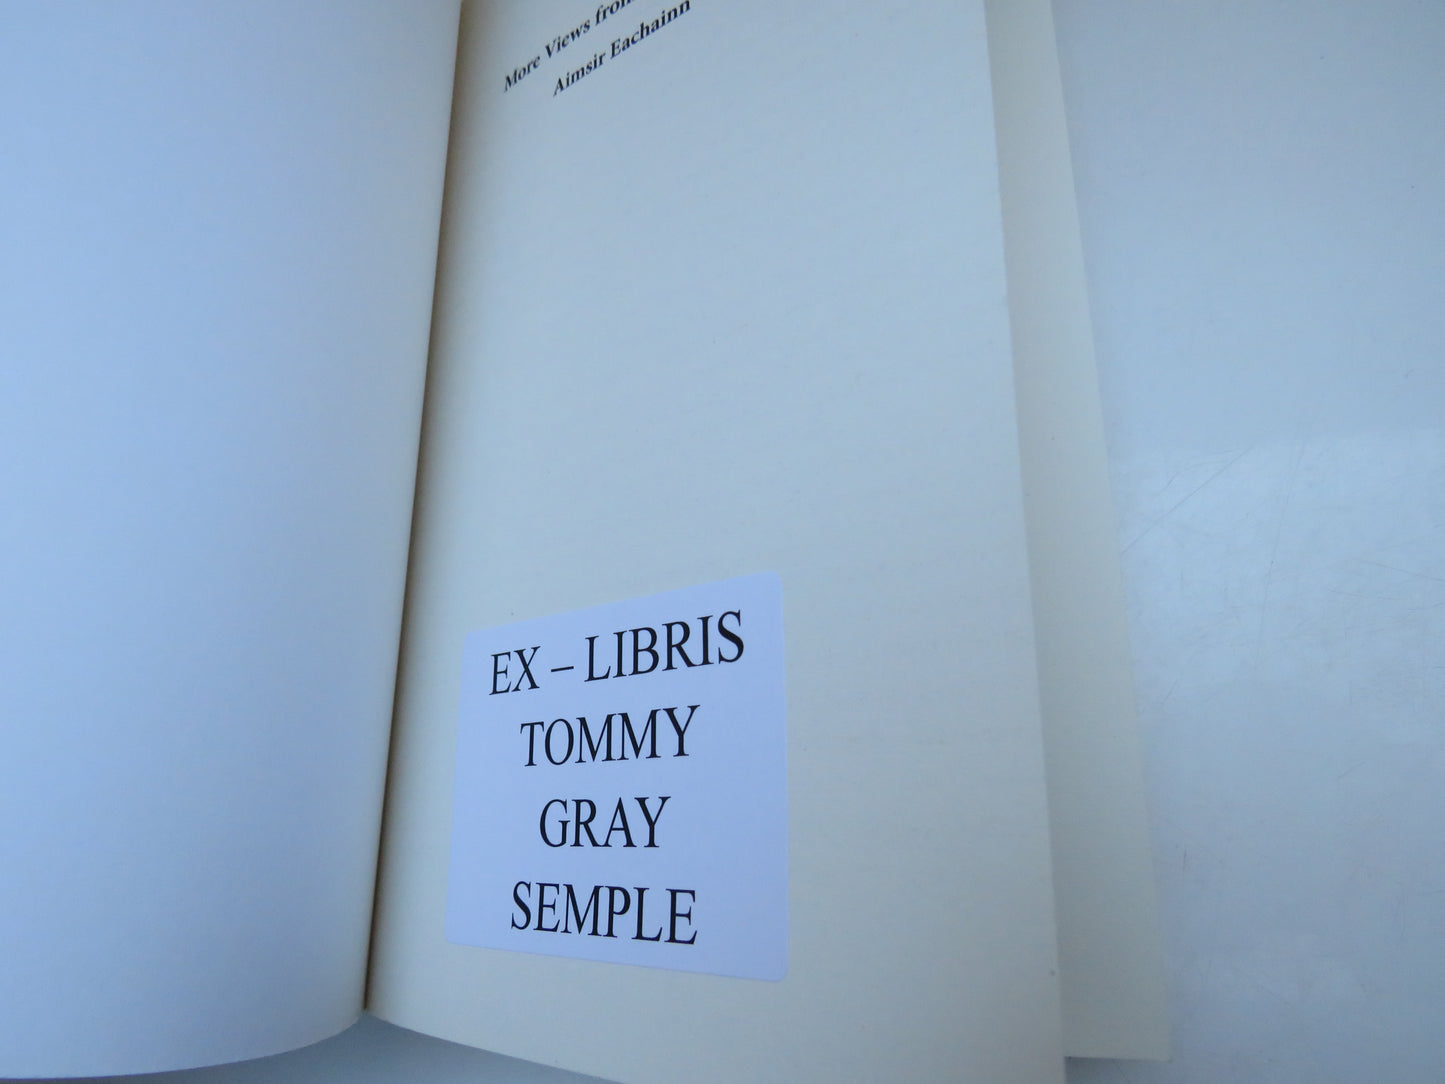 More Views from
Aimsir Eachainn
EX – LIBRIS
TOMMY
GRAY
SEMPLE